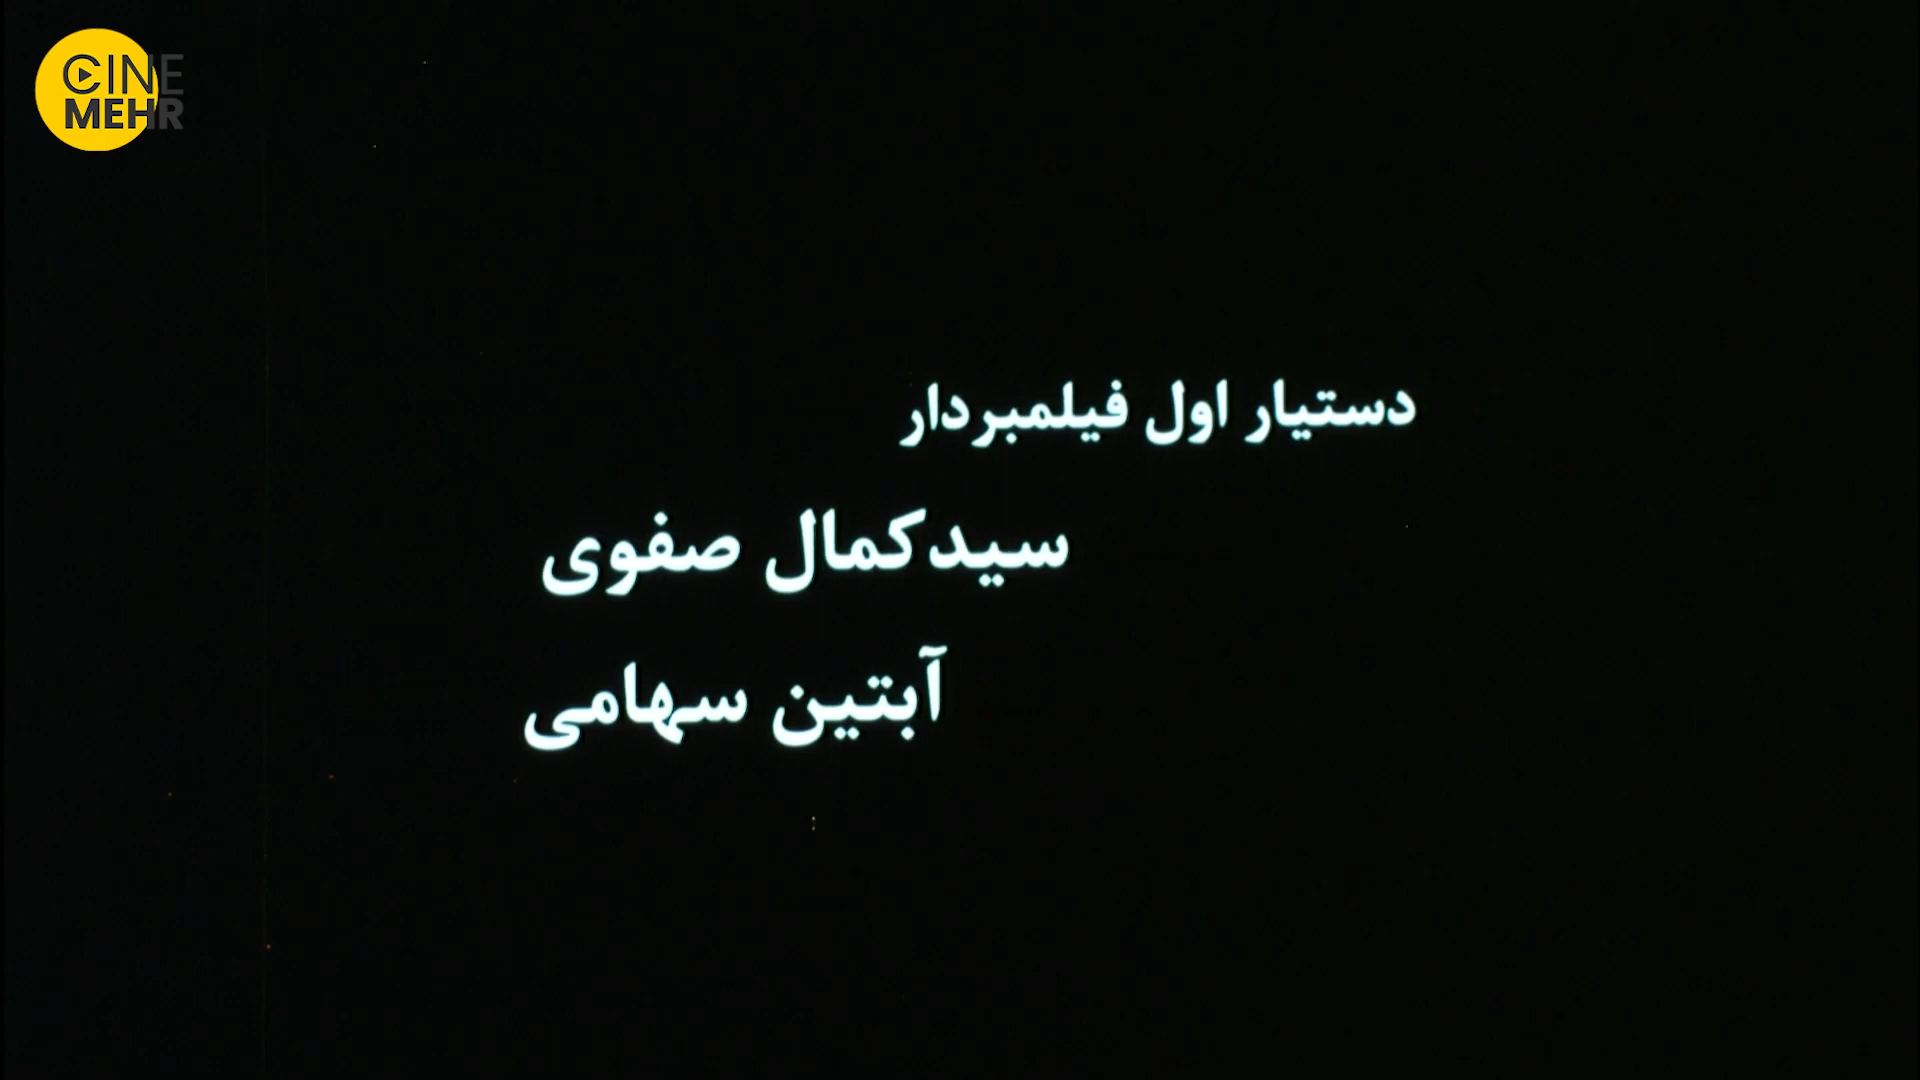 CINE
MEHR
دستیار اول فیلمبردار
سیدکمال صفوی
آبتین سهامی